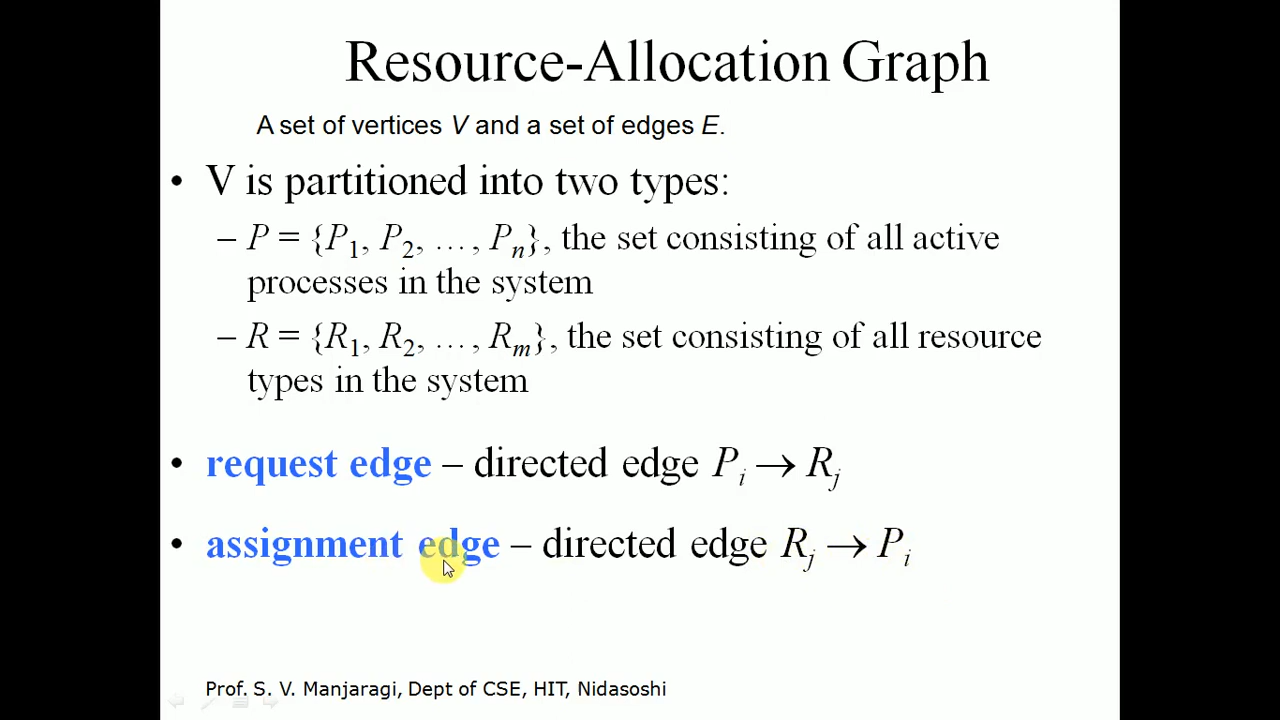 Resource-Allocation Graph
A set of vertices V and a set of edges E.
• V is partitioned into two types:
– P = {P1, P2, …, Pn}, the set consisting of all active
processes in the system
– R = {R1, R2, …, Rm}, the set consisting of all resource
types in the system
• request edge – directed edge Pi → Rj
• assignment edge – directed edge Rj → Pi
Prof. S. V. Manjaragi, Dept of CSE, HIT, Nidasoshi